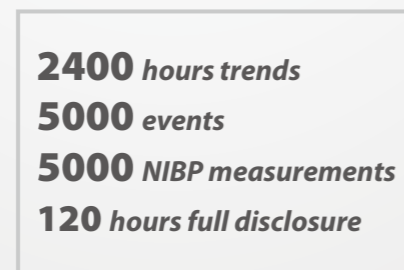 2400 hours trends
5000 events
5000 NIBP measurements
120 hours full disclosure